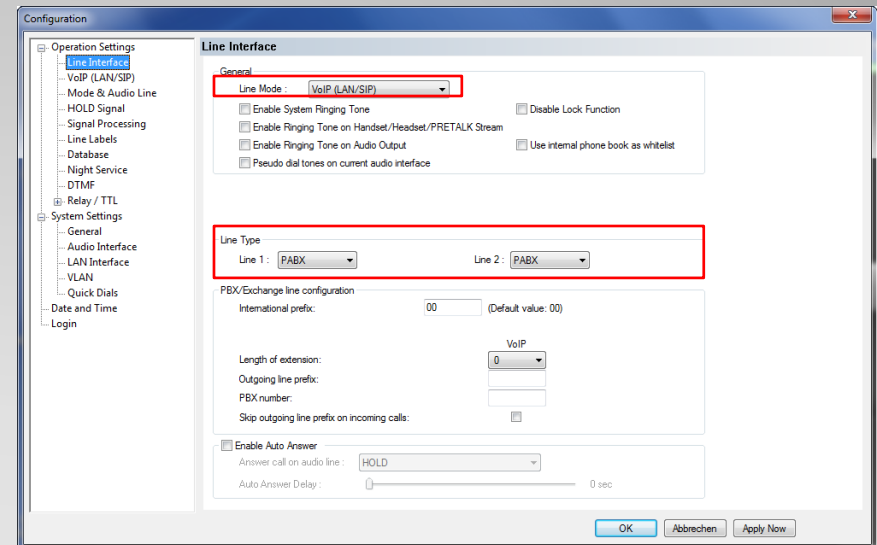 Configuration
Operation Settings
Line Interface
VoIP (LAN/SIP)
Mode & Audio Line
HOLD Signal
Signal Processing
Line Labels
Database
Night Service
DTMF
Relay / TTL
System Settings
General
Audio Interface
LAN Interface
VLAN
Quick Dials
Date and Time
Login
Line Interface
General
Line Mode : VoIP (LAN/SIP)
Enable System Ringing Tone Disable Lock Function
Enable Ringing Tone on Handset/Headset/PRETALK Stream
Enable Ringing Tone on Audio Output Use internal phone book as whitelist
Pseudo dial tones on current audio interface
Line Type
Line 1 : PABX Line 2 : PABX
PBX/Exchange line configuration
International prefix: 00 (Default value: 00)
VoIP
Length of extension: 0
Outgoing line prefix:
PBX number:
Skip outgoing line prefix on incoming calls:
Enable Auto Answer
Answer call on audio line : HOLD
Auto Answer Delay : 0 sec
OK Abbrechen Apply Now